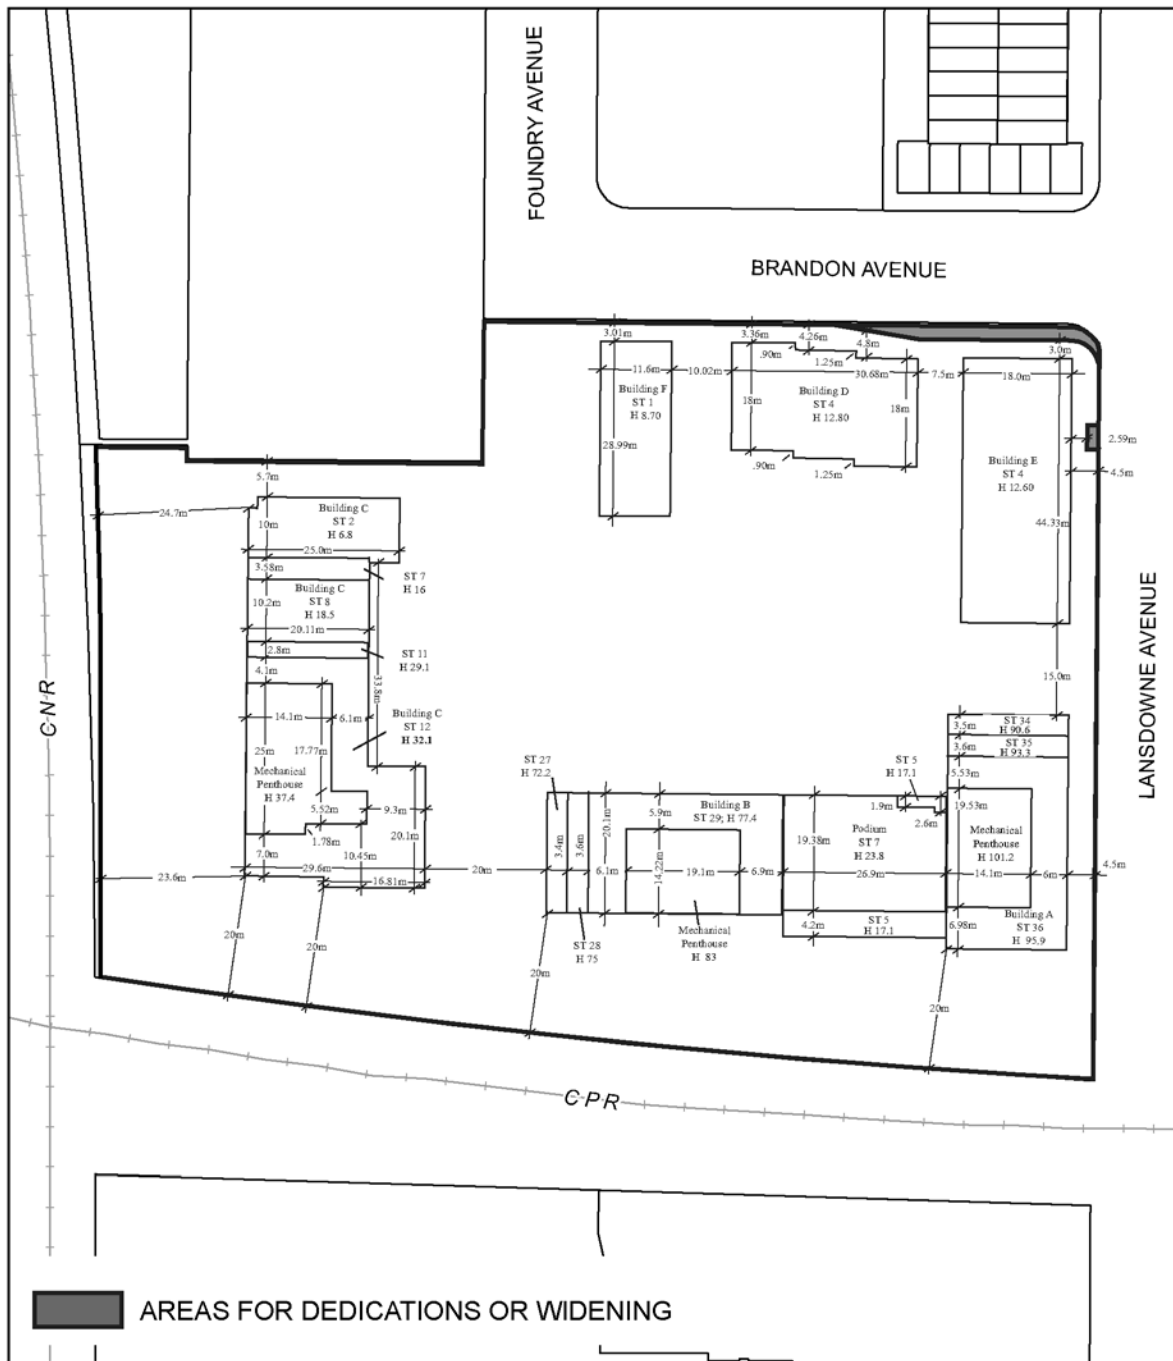 FOUNDRY AVENUE
BRANDON AVENUE
3.01m
3.36m
4.26m
4.8m
3.0m
.90m
1.25m
11.6m
10.02m
30.68m
7.5m
18.0m
Building F
ST 1
H 8.70
Building D
ST 4
H 12.80
18m
18m
28.99m
.90m
1.25m
2.59m
4.5m
Building E
ST 4
H 12.60
44.33m
5.7m
24.7m
10m
Building C
ST 2
H 6.8
25.0m
3.58m
ST 7
H 16
Building C
ST 8
H 18.5
10.2m
20.11m
2.8m
ST 11
H 29.1
4.1m
33.8m
15.0m
LANSDOWNE AVENUE
C-N-R
14.1m
6.1m
Building C
ST 12
H 32.1
25m
17.77m
Mechanical
Penthouse
H 37.4
5.52m
9.3m
1.78m
20.1m
7.0m
10.45m
29.6m
16.81m
23.6m
20m
20m
20m
ST 27
H 72.2
3.4m
3.6m
20.1m
5.9m
Building B
ST 29; H 77.4
6.1m
14.22m
19.1m
6.9m
ST 28
H 75
Mechanical
Penthouse
H 83
ST 5
H 17.1
1.9m
2.6m
19.38m
Podium
ST 7
H 23.8
26.9m
4.2m
ST 5
H 17.1
3.5m
ST 34
H 90.6
3.6m
ST 35
H 93.3
5.53m
19.53m
Mechanical
Penthouse
H 101.2
14.1m
6m
4.5m
6.98m
Building A
ST 36
H 95.9
20m
20m
C-P-R
AREAS FOR DEDICATIONS OR WIDENING